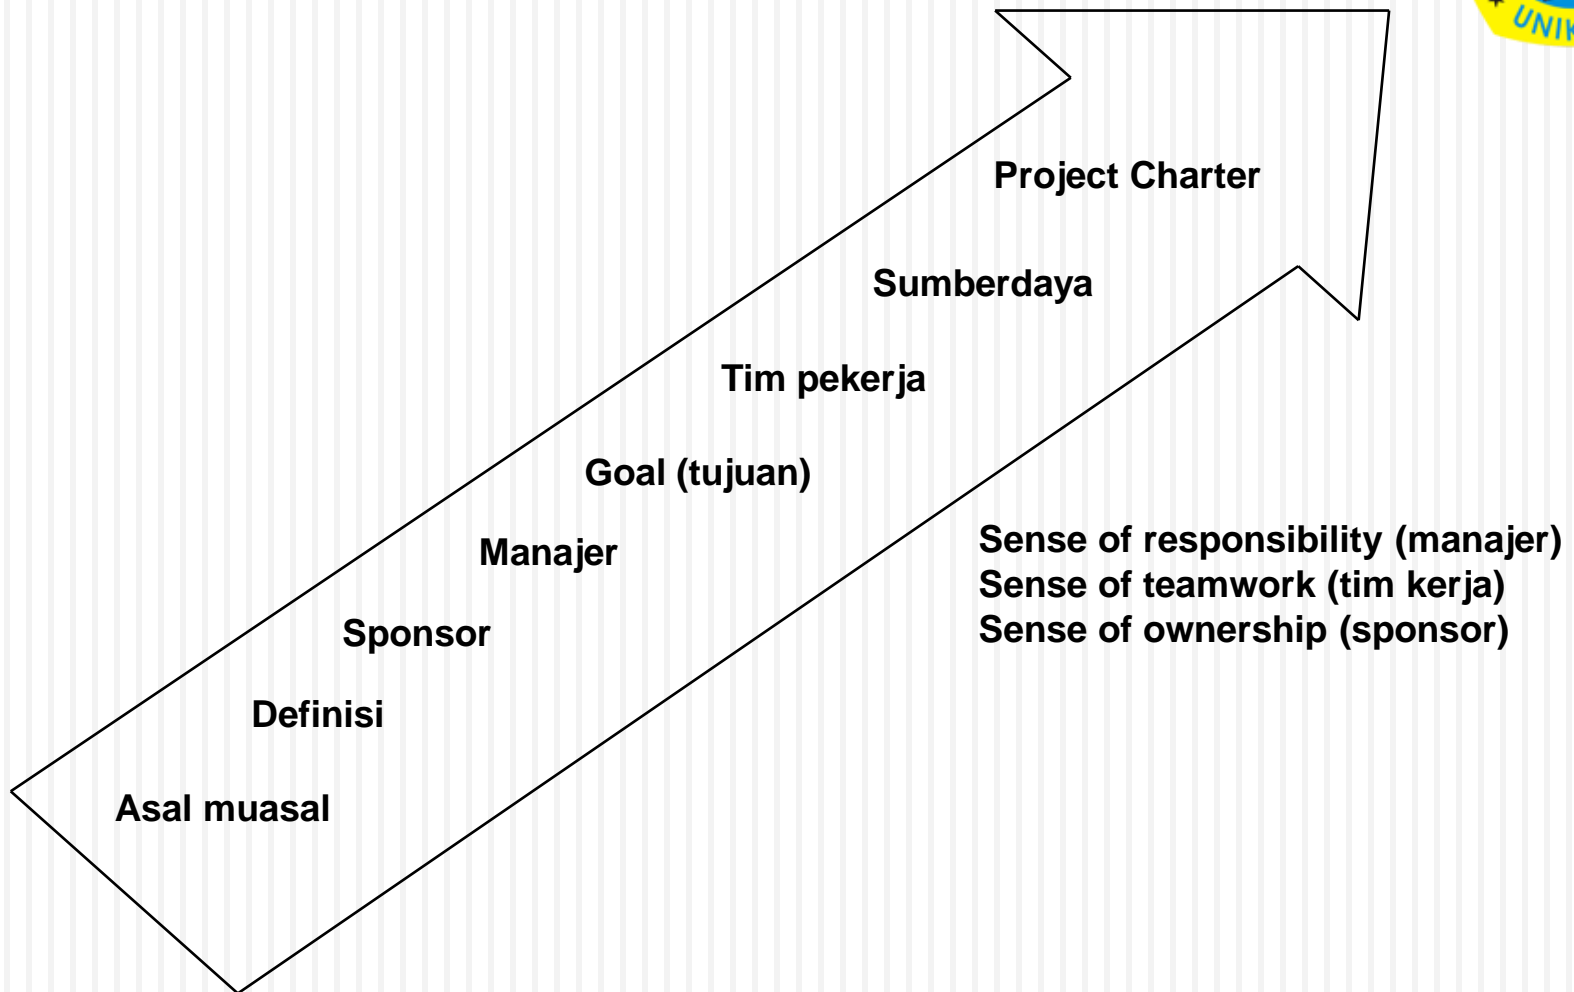 Project Charter
Sumberdaya
Tim pekerja
Goal (tujuan)
Manajer
Sponsor
Definisi
Asal muasal
Sense of responsibility (manajer)
Sense of teamwork (tim kerja)
Sense of ownership (sponsor)